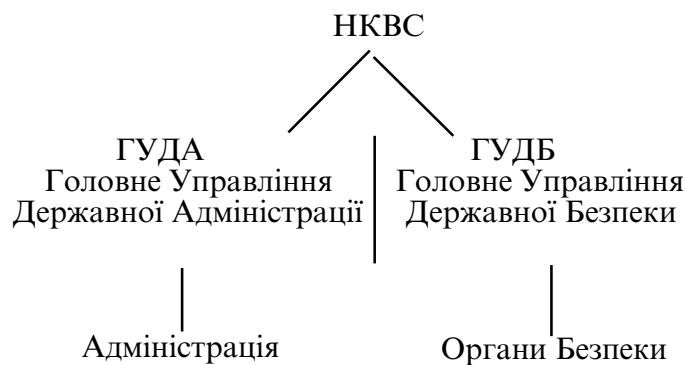 НКВС
ГУДА
Головне Управління
Державної Адміністрації
ГУДБ
Головне Управління
Державної Безпеки
Адміністрація
Органи Безпеки